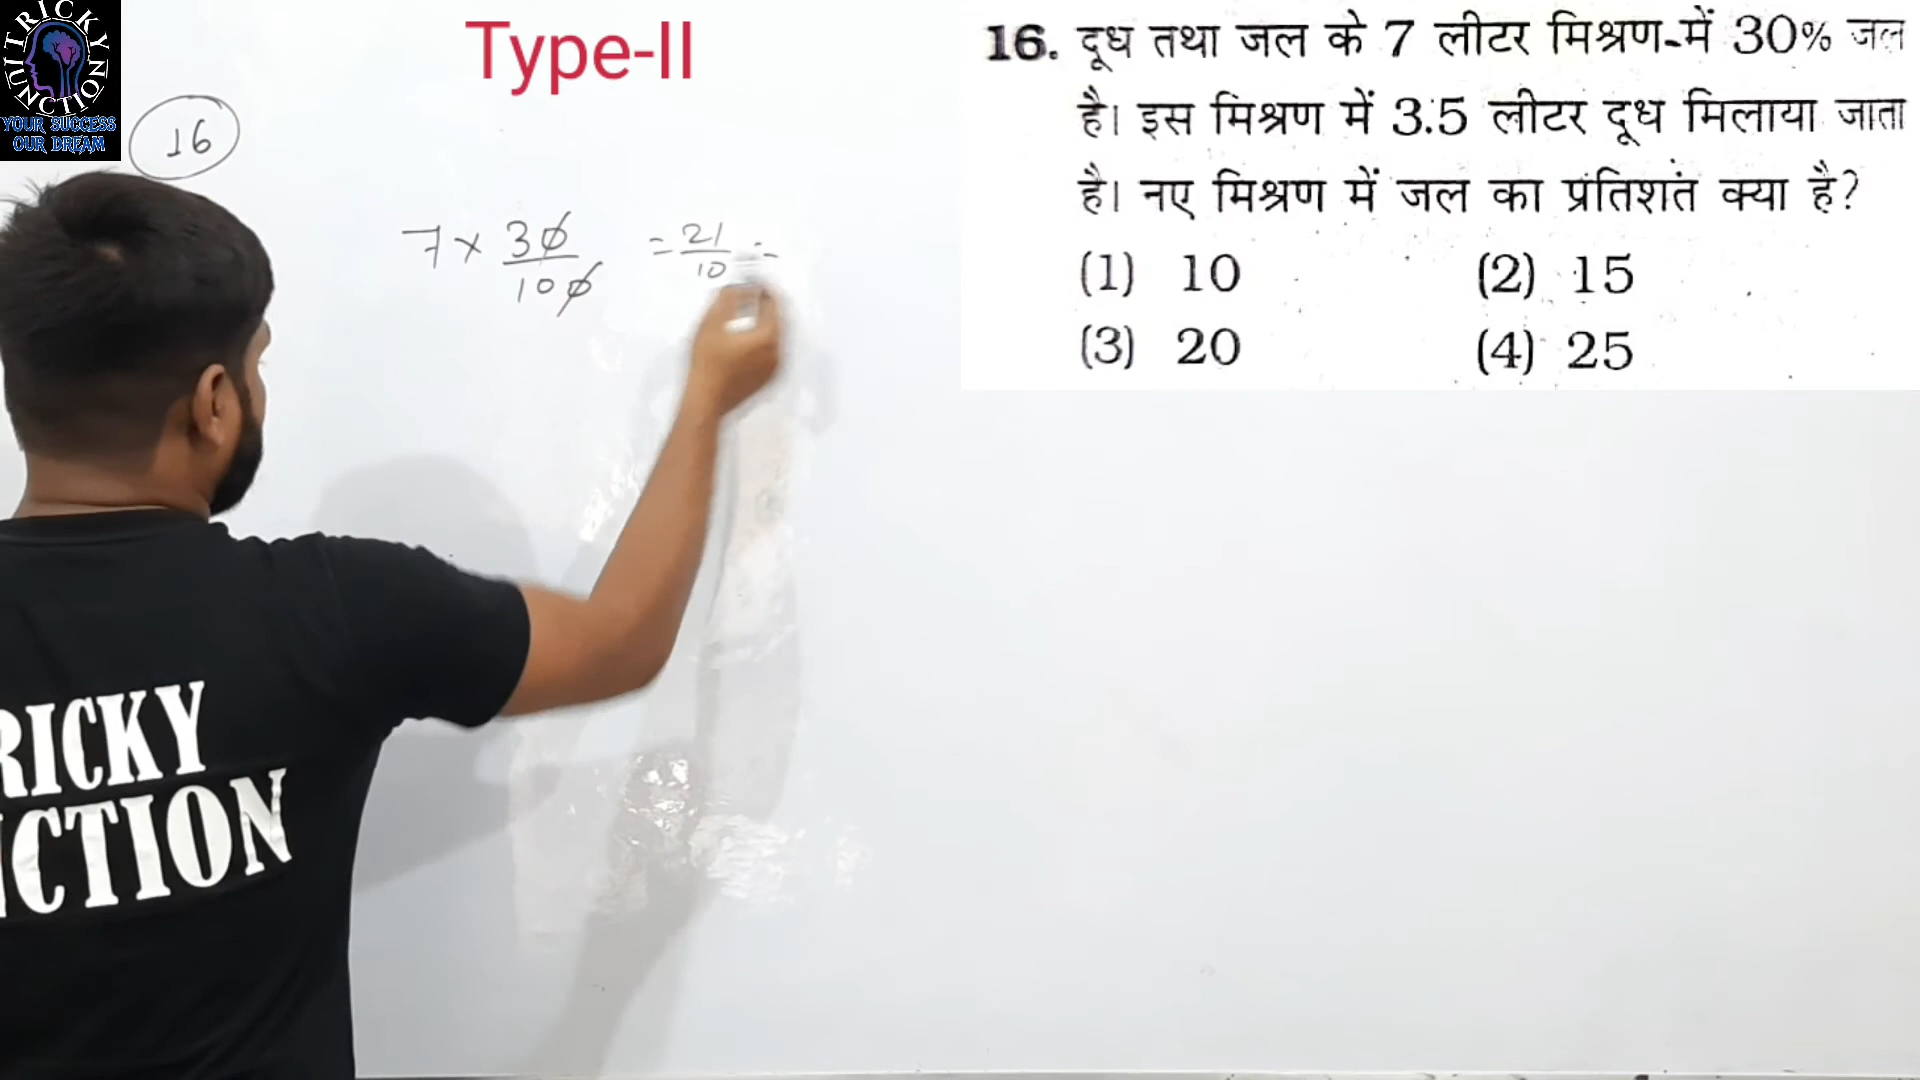 TRICKY
JUNCTION
YOUR SUCCESS
OUR DREAM
Type-II
16
7 × 30/100 = 21/10 =
16. दूध तथा जल के 7 लीटर मिश्रण-में 30% जल
है। इस मिश्रण में 3.5 लीटर दूध मिलाया जाता
है। नए मिश्रण में जल का प्रतिशत क्या है?
(1) 10 (2) 15
(3) 20 (4) 25
RICKY
NCTION